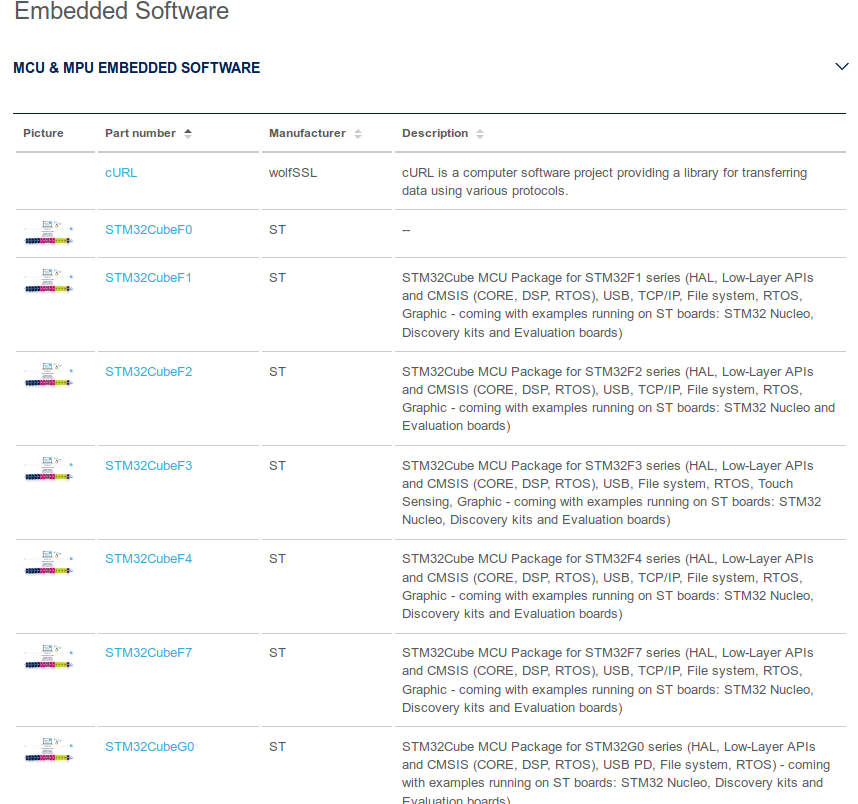 Embedded Software
MCU & MPU EMBEDDED SOFTWARE
Picture Part number Manufacturer Description
cURL wolfSSL cURL is a computer software project providing a library for transferring
data using various protocols.
STM32CubeF0 ST --
STM32CubeF1 ST STM32Cube MCU Package for STM32F1 series (HAL, Low-Layer APIs
and CMSIS (CORE, DSP, RTOS), USB, TCP/IP, File system, RTOS,
Graphic - coming with examples running on ST boards: STM32 Nucleo,
Discovery kits and Evaluation boards)
STM32CubeF2 ST STM32Cube MCU Package for STM32F2 series (HAL, Low-Layer APIs
and CMSIS (CORE, DSP, RTOS), USB, TCP/IP, File system, RTOS,
Graphic - coming with examples running on ST boards: STM32 Nucleo and
Evaluation boards)
STM32CubeF3 ST STM32Cube MCU Package for STM32F3 series (HAL, Low-Layer APIs
and CMSIS (CORE, DSP, RTOS), USB, File system, RTOS, Touch
Sensing, Graphic - coming with examples running on ST boards: STM32
Nucleo, Discovery kits and Evaluation boards)
STM32CubeF4 ST STM32Cube MCU Package for STM32F4 series (HAL, Low-Layer APIs
and CMSIS (CORE, DSP, RTOS), USB, TCP/IP, File system, RTOS,
Graphic - coming with examples running on ST boards: STM32 Nucleo,
Discovery kits and Evaluation boards)
STM32CubeF7 ST STM32Cube MCU Package for STM32F7 series (HAL, Low-Layer APIs
and CMSIS (CORE, DSP, RTOS), USB, TCP/IP, File system, RTOS,
Graphic - coming with examples running on ST boards: STM32 Nucleo,
Discovery kits and Evaluation boards)
STM32CubeG0 ST STM32Cube MCU Package for STM32G0 series (HAL, Low-Layer APIs
and CMSIS (CORE, DSP, RTOS), USB PD, File system, RTOS) - coming
with examples running on ST boards: STM32 Nucleo, Discovery kits and
Evaluation boards)